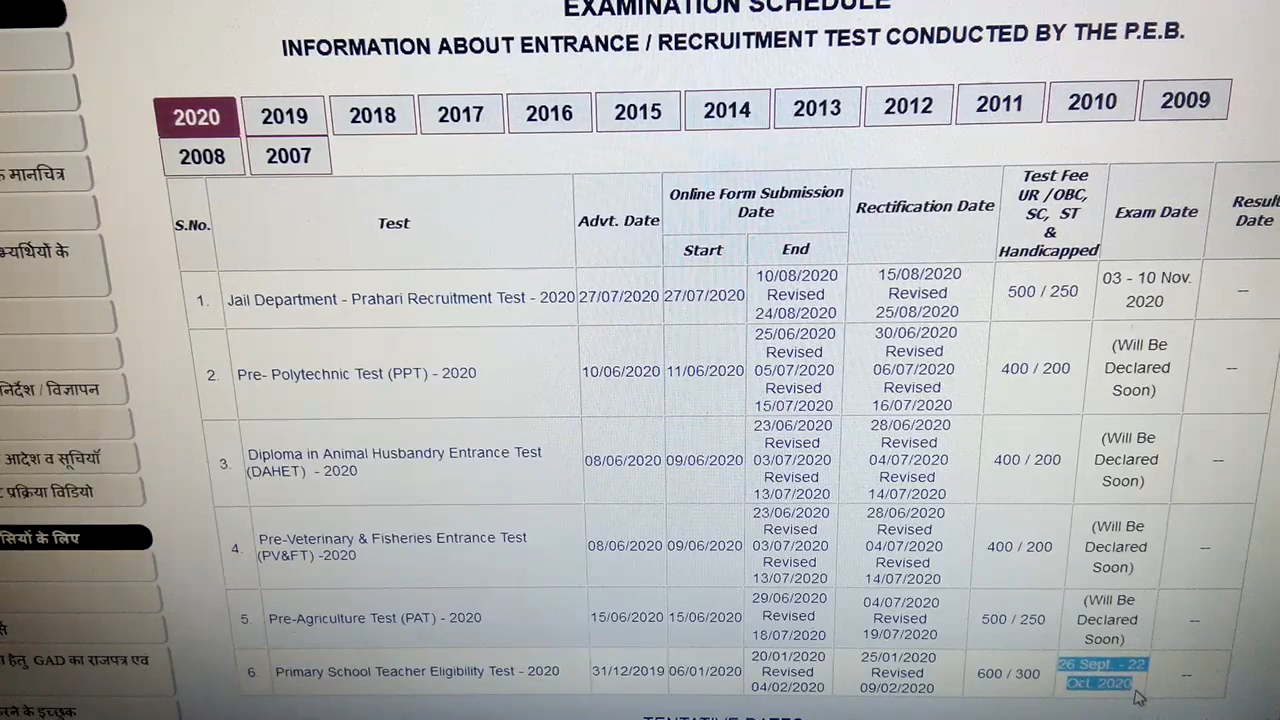 EXAMINATION SCHEDULE
INFORMATION ABOUT ENTRANCE / RECRUITMENT TEST CONDUCTED BY THE P.E.B.
2020 2019 2018 2017 2016 2015 2014 2013 2012 2011 2010 2009
2008 2007
मानचित्र
भ्यर्थियों के
निर्देश / विज्ञापन
आदेश व सूचियाँ
प्रक्रिया विडियो
सियों के लिए
हेतु GAD का राजपत्र एवं
करने के इच्छुक
S.No. Test Advt. Date Online Form Submission Date Rectification Date Test Fee UR /OBC, SC, ST & Handicapped Exam Date Result Date
Start End
1. Jail Department - Prahari Recruitment Test - 2020 27/07/2020 27/07/2020 10/08/2020 Revised 24/08/2020 15/08/2020 Revised 25/08/2020 500 / 250 03 - 10 Nov. 2020 --
2. Pre- Polytechnic Test (PPT) - 2020 10/06/2020 11/06/2020 25/06/2020 Revised 05/07/2020 Revised 15/07/2020 30/06/2020 Revised 06/07/2020 Revised 16/07/2020 400 / 200 (Will Be Declared Soon) --
3. Diploma in Animal Husbandry Entrance Test (DAHET) - 2020 08/06/2020 09/06/2020 23/06/2020 Revised 03/07/2020 Revised 13/07/2020 28/06/2020 Revised 04/07/2020 Revised 14/07/2020 400 / 200 (Will Be Declared Soon) --
4. Pre-Veterinary & Fisheries Entrance Test (PV&FT) -2020 08/06/2020 09/06/2020 23/06/2020 Revised 03/07/2020 Revised 13/07/2020 28/06/2020 Revised 04/07/2020 Revised 14/07/2020 400 / 200 (Will Be Declared Soon) --
5. Pre-Agriculture Test (PAT) - 2020 15/06/2020 15/06/2020 29/06/2020 Revised 18/07/2020 04/07/2020 Revised 19/07/2020 500 / 250 (Will Be Declared Soon) --
6. Primary School Teacher Eligibility Test - 2020 31/12/2019 06/01/2020 20/01/2020 Revised 04/02/2020 25/01/2020 Revised 09/02/2020 600 / 300 26 Sept. - 22 Oct. 2020 --
TENTATIVE DATES